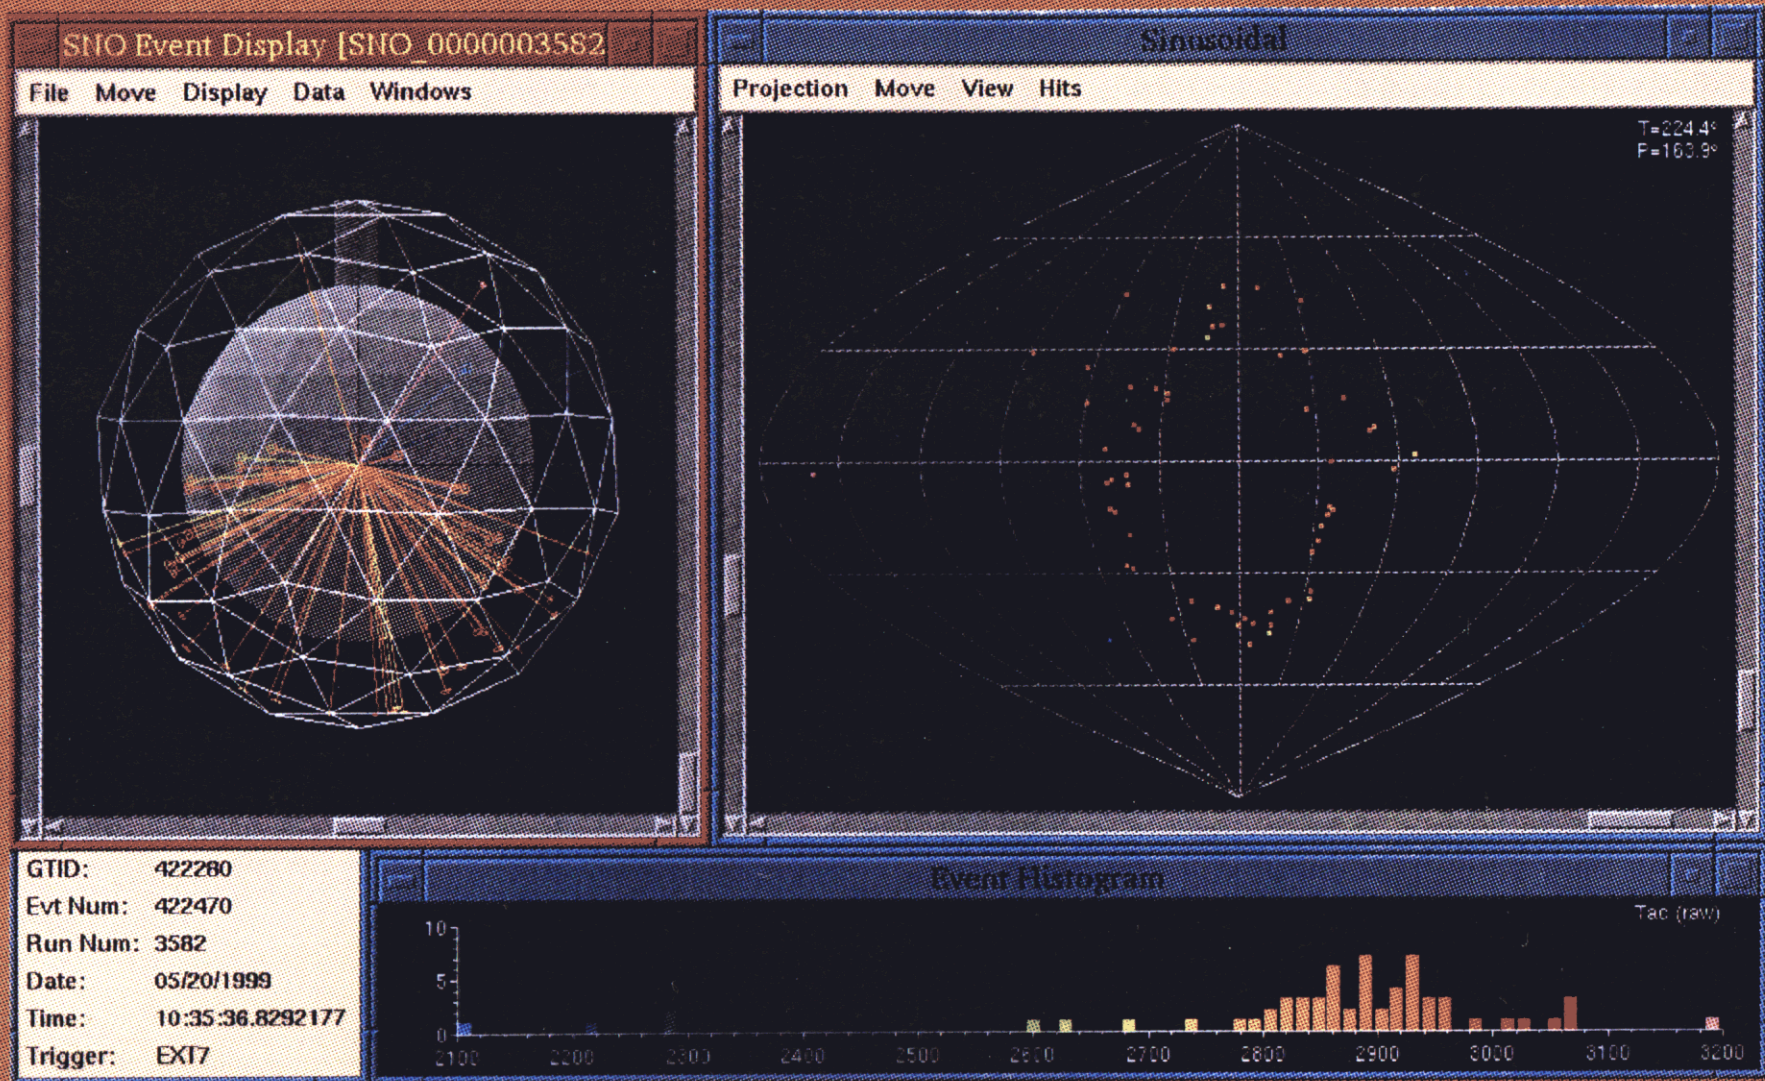 SNO Event Display [SNO_0000003582
File Move Display Data Windows
Sinusoidal
Projection Move View Hits
T=224.4°
P=163.9°
GTID: 422280
Evt Num: 422470
Run Num: 3582
Date: 05/20/1999
Time: 10:35:36.8292177
Trigger: EXT7
Event Histogram
Tac (raw)
10
5
0
2100 2200 2300 2400 2500 2600 2700 2800 2900 3000 3100 3200